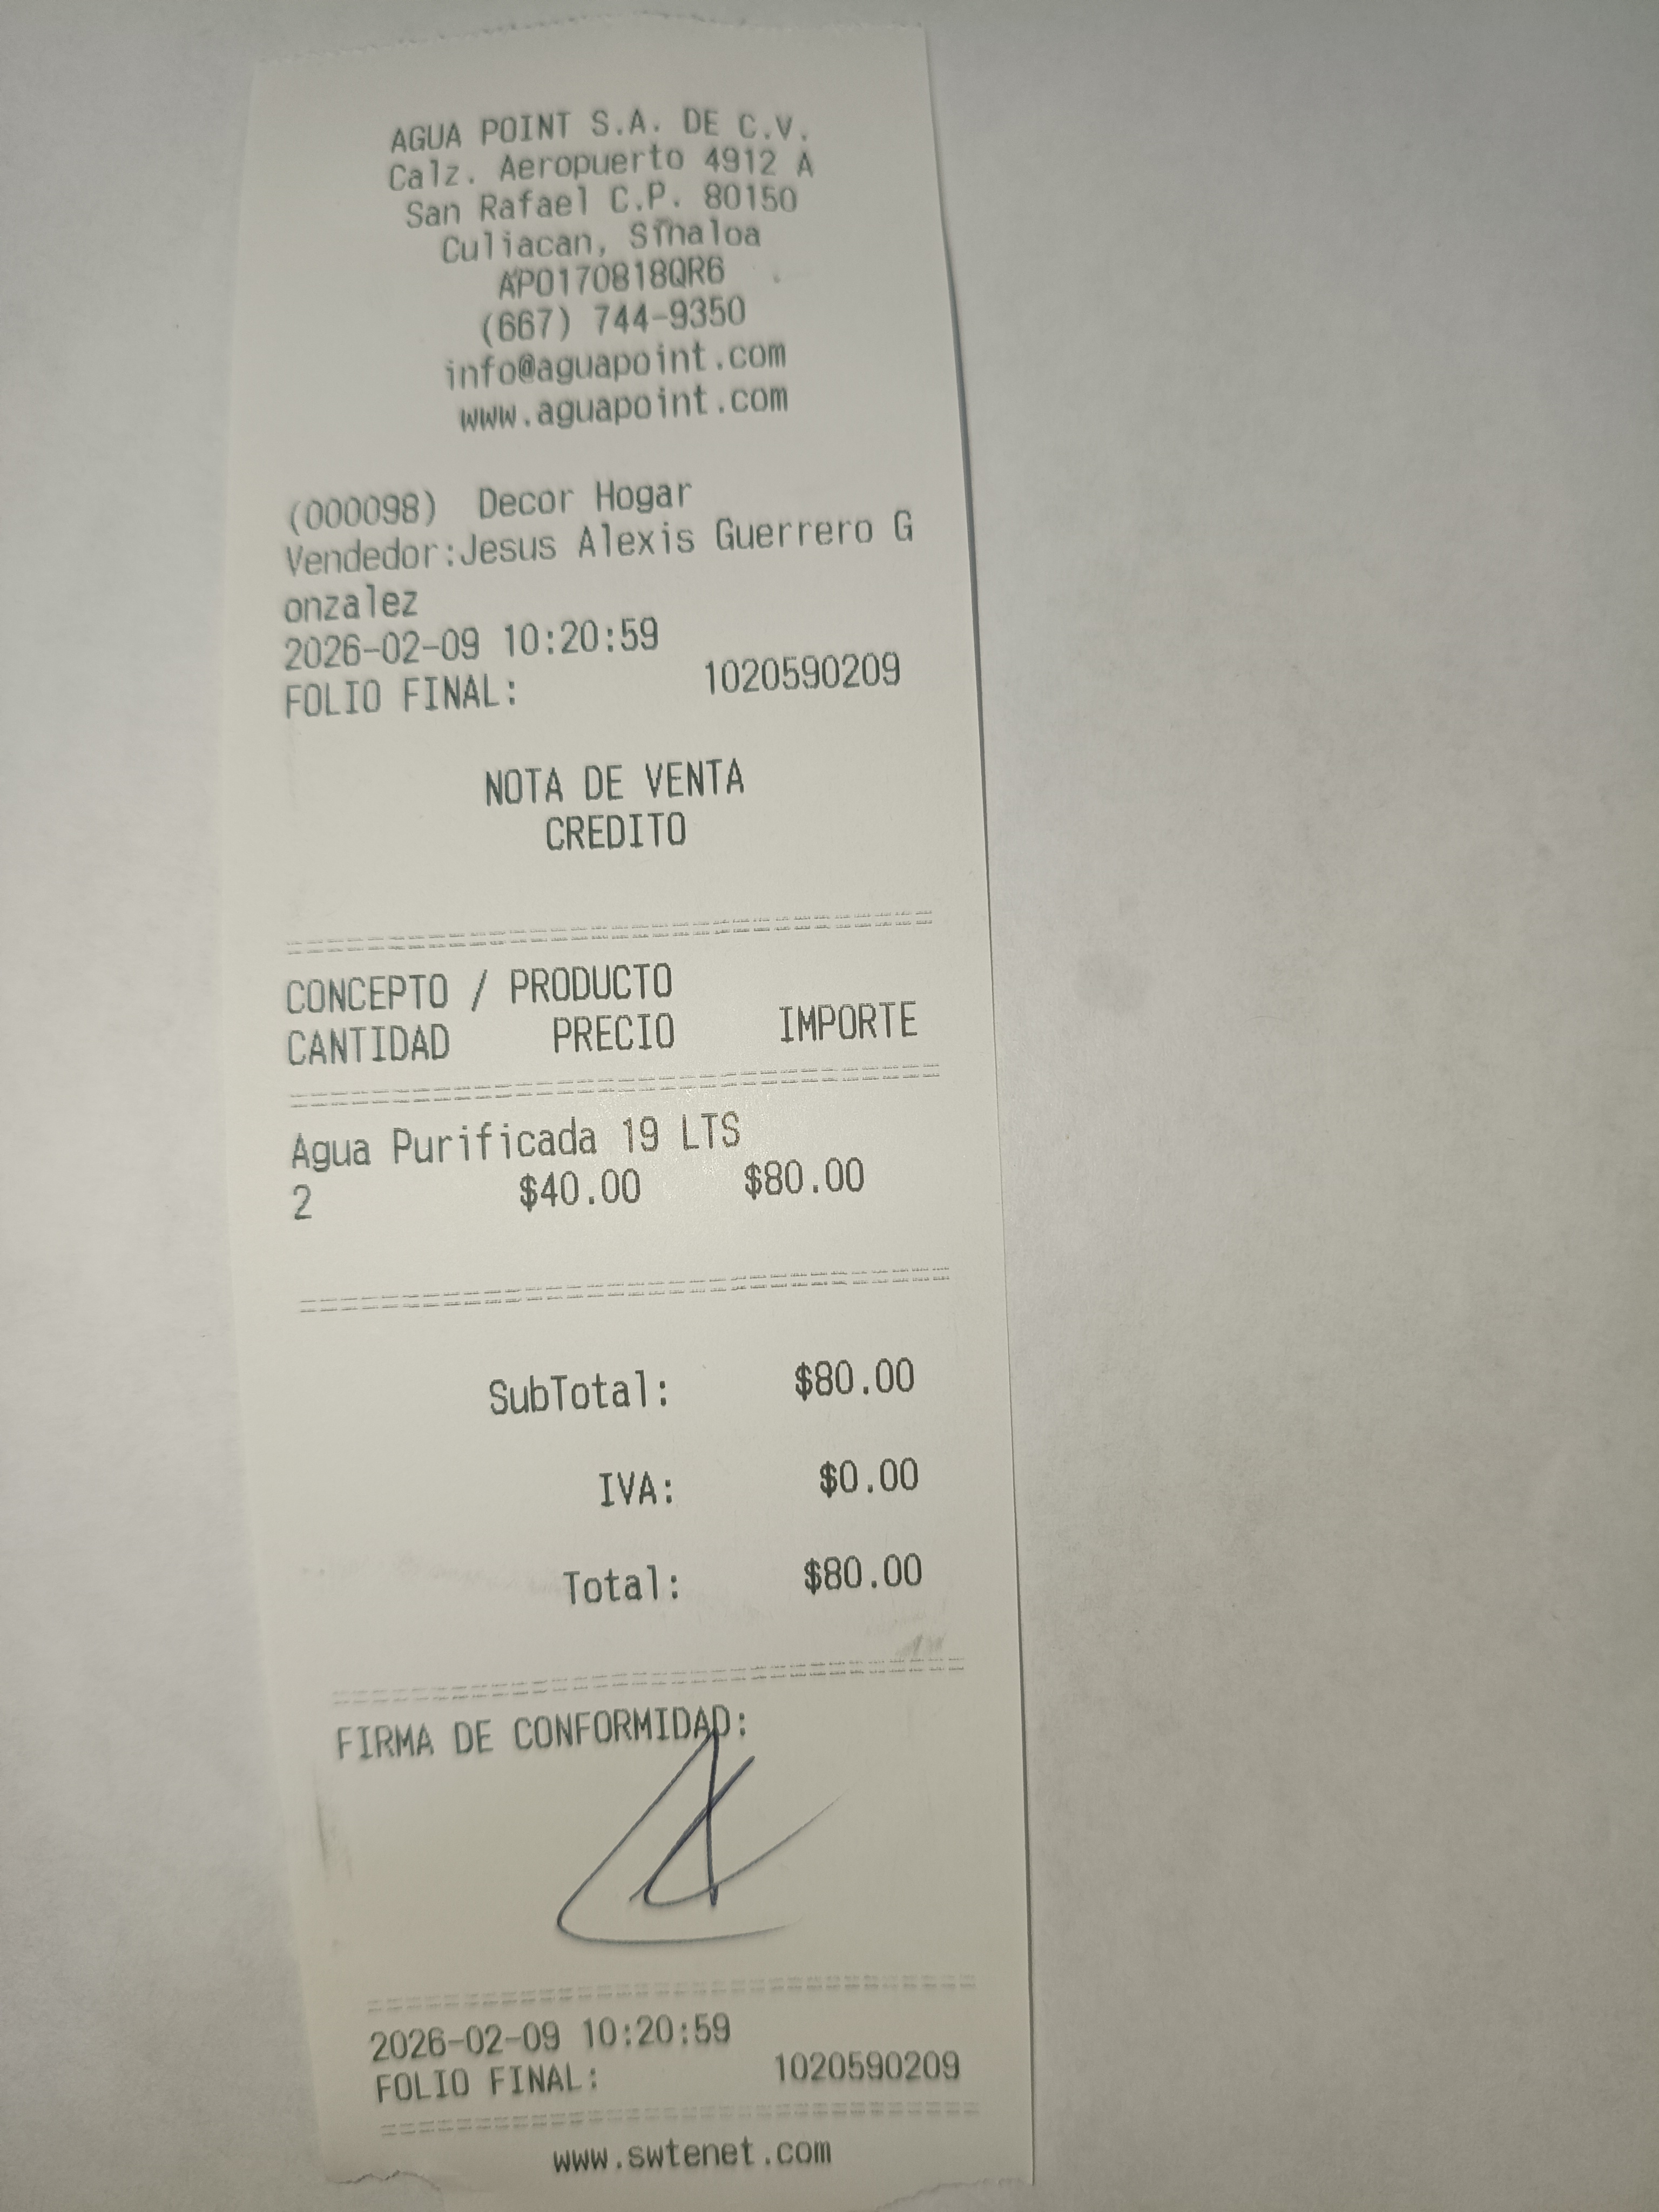 AGUA POINT S.A. DE C.V.
Calz. Aeropuerto 4912 A
San Rafael C.P. 80150
Culiacan, Sinaloa
APO170818QR6
(667) 744-9350
info@aguapoint.com
www.aguapoint.com
(000098) Decor Hogar
Vendedor:Jesus Alexis Guerrero G
onzalez
2026-02-09 10:20:59
FOLIO FINAL: 1020590209
NOTA DE VENTA
CREDITO
CONCEPTO / PRODUCTO
CANTIDAD PRECIO IMPORTE
Agua Purificada 19 LTS
2 $40.00 $80.00
SubTotal: $80.00
IVA: $0.00
Total: $80.00
FIRMA DE CONFORMIDAD:
2026-02-09 10:20:59
FOLIO FINAL: 1020590209
www.swtenet.com